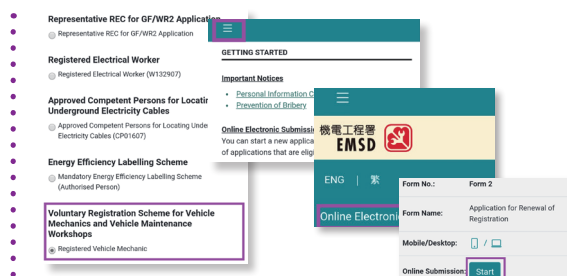 Representative REC for GF/WR2 Application
Representative REC for GF/WR2 Application
Registered Electrical Worker
Registered Electrical Worker (W132907)
Approved Competent Persons for Locatin
Underground Electricity Cables
Approved Competent Persons for Locating Unde
Electricity Cables (CP01607)
Energy Efficiency Labelling Scheme
Mandatory Energy Efficiency Labelling Scheme
(Authorised Person)
Voluntary Registration Scheme for Vehicle
Mechanics and Vehicle Maintenance
Workshops
Registered Vehicle Mechanic
GETTING STARTED
Important Notices
Personal Information C
Prevention of Bribery
Online Electronic Submissi
You can start a new applica
of applications that are eligi
機電工程署
EMSD
ENG | 繁
Online Electroni
Form No.: Form 2
Form Name: Application for Renewal of
Registration
Mobile/Desktop: /
Online Submission: Start